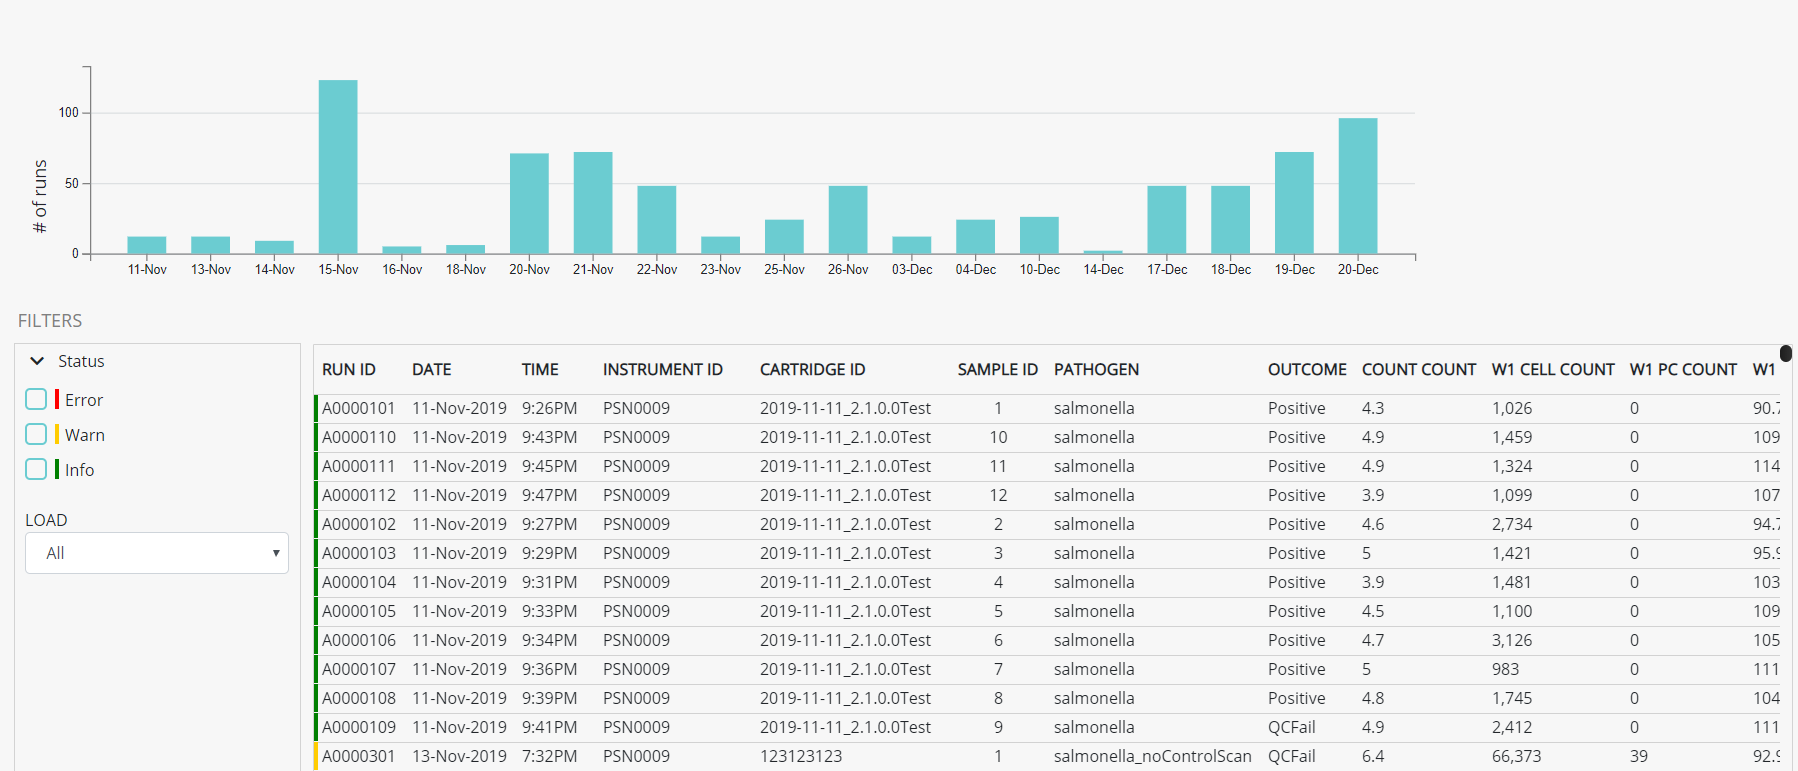 100
50
0
# of runs
11-Nov 13-Nov 14-Nov 15-Nov 16-Nov 18-Nov 20-Nov 21-Nov 22-Nov 23-Nov 25-Nov 26-Nov 03-Dec 04-Dec 10-Dec 14-Dec 17-Dec 18-Dec 19-Dec 20-Dec
FILTERS
Status
Error
Warn
Info
LOAD
All
RUN ID DATE TIME INSTRUMENT ID CARTRIDGE ID SAMPLE ID PATHOGEN OUTCOME COUNT COUNT W1 CELL COUNT W1 PC COUNT W1
A0000101 11-Nov-2019 9:26PM PSN0009 2019-11-11_2.1.0.0Test 1 salmonella Positive 4.3 1,026 0 90.7
A0000110 11-Nov-2019 9:43PM PSN0009 2019-11-11_2.1.0.0Test 10 salmonella Positive 4.9 1,459 0 109
A0000111 11-Nov-2019 9:45PM PSN0009 2019-11-11_2.1.0.0Test 11 salmonella Positive 4.9 1,324 0 114
A0000112 11-Nov-2019 9:47PM PSN0009 2019-11-11_2.1.0.0Test 12 salmonella Positive 3.9 1,099 0 107
A0000102 11-Nov-2019 9:27PM PSN0009 2019-11-11_2.1.0.0Test 2 salmonella Positive 4.6 2,734 0 94.7
A0000103 11-Nov-2019 9:29PM PSN0009 2019-11-11_2.1.0.0Test 3 salmonella Positive 5 1,421 0 95.9
A0000104 11-Nov-2019 9:31PM PSN0009 2019-11-11_2.1.0.0Test 4 salmonella Positive 3.9 1,481 0 103
A0000105 11-Nov-2019 9:33PM PSN0009 2019-11-11_2.1.0.0Test 5 salmonella Positive 4.5 1,100 0 109
A0000106 11-Nov-2019 9:34PM PSN0009 2019-11-11_2.1.0.0Test 6 salmonella Positive 4.7 3,126 0 105
A0000107 11-Nov-2019 9:36PM PSN0009 2019-11-11_2.1.0.0Test 7 salmonella Positive 5 983 0 111
A0000108 11-Nov-2019 9:39PM PSN0009 2019-11-11_2.1.0.0Test 8 salmonella Positive 4.8 1,745 0 104
A0000109 11-Nov-2019 9:41PM PSN0009 2019-11-11_2.1.0.0Test 9 salmonella QCFail 4.9 2,412 0 111
A0000301 13-Nov-2019 7:32PM PSN0009 123123123 1 salmonella_noControlScan QCFail 6.4 66,373 39 92.9